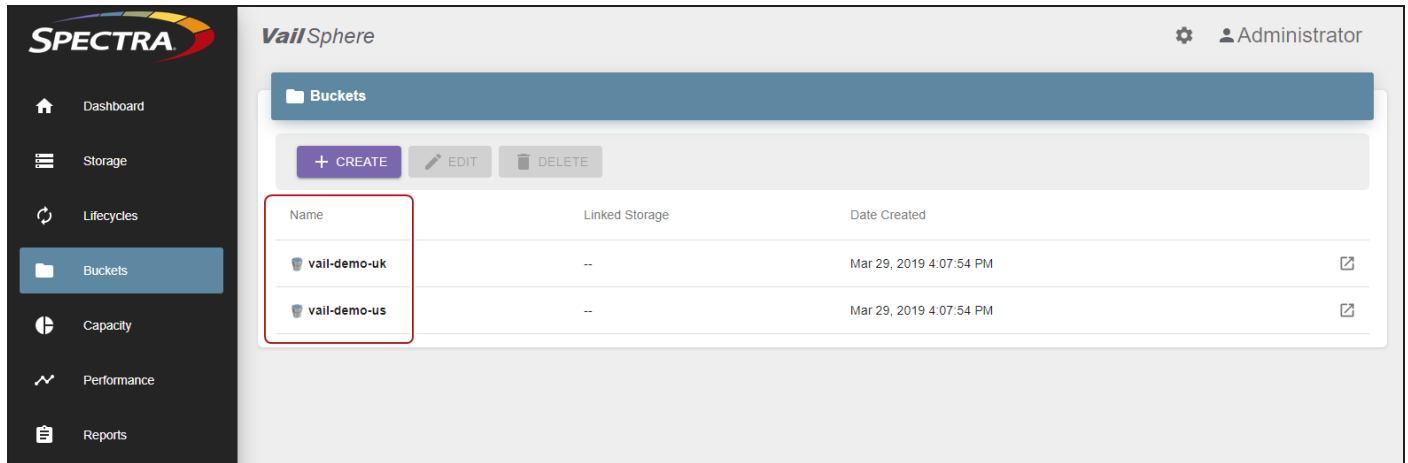 SPECTRA
Vail Sphere
Administrator
Dashboard
Storage
Lifecycles
Buckets
Capacity
Performance
Reports
Buckets
CREATE EDIT DELETE
Name Linked Storage Date Created
vail-demo-uk -- Mar 29, 2019 4:07:54 PM
vail-demo-us -- Mar 29, 2019 4:07:54 PM